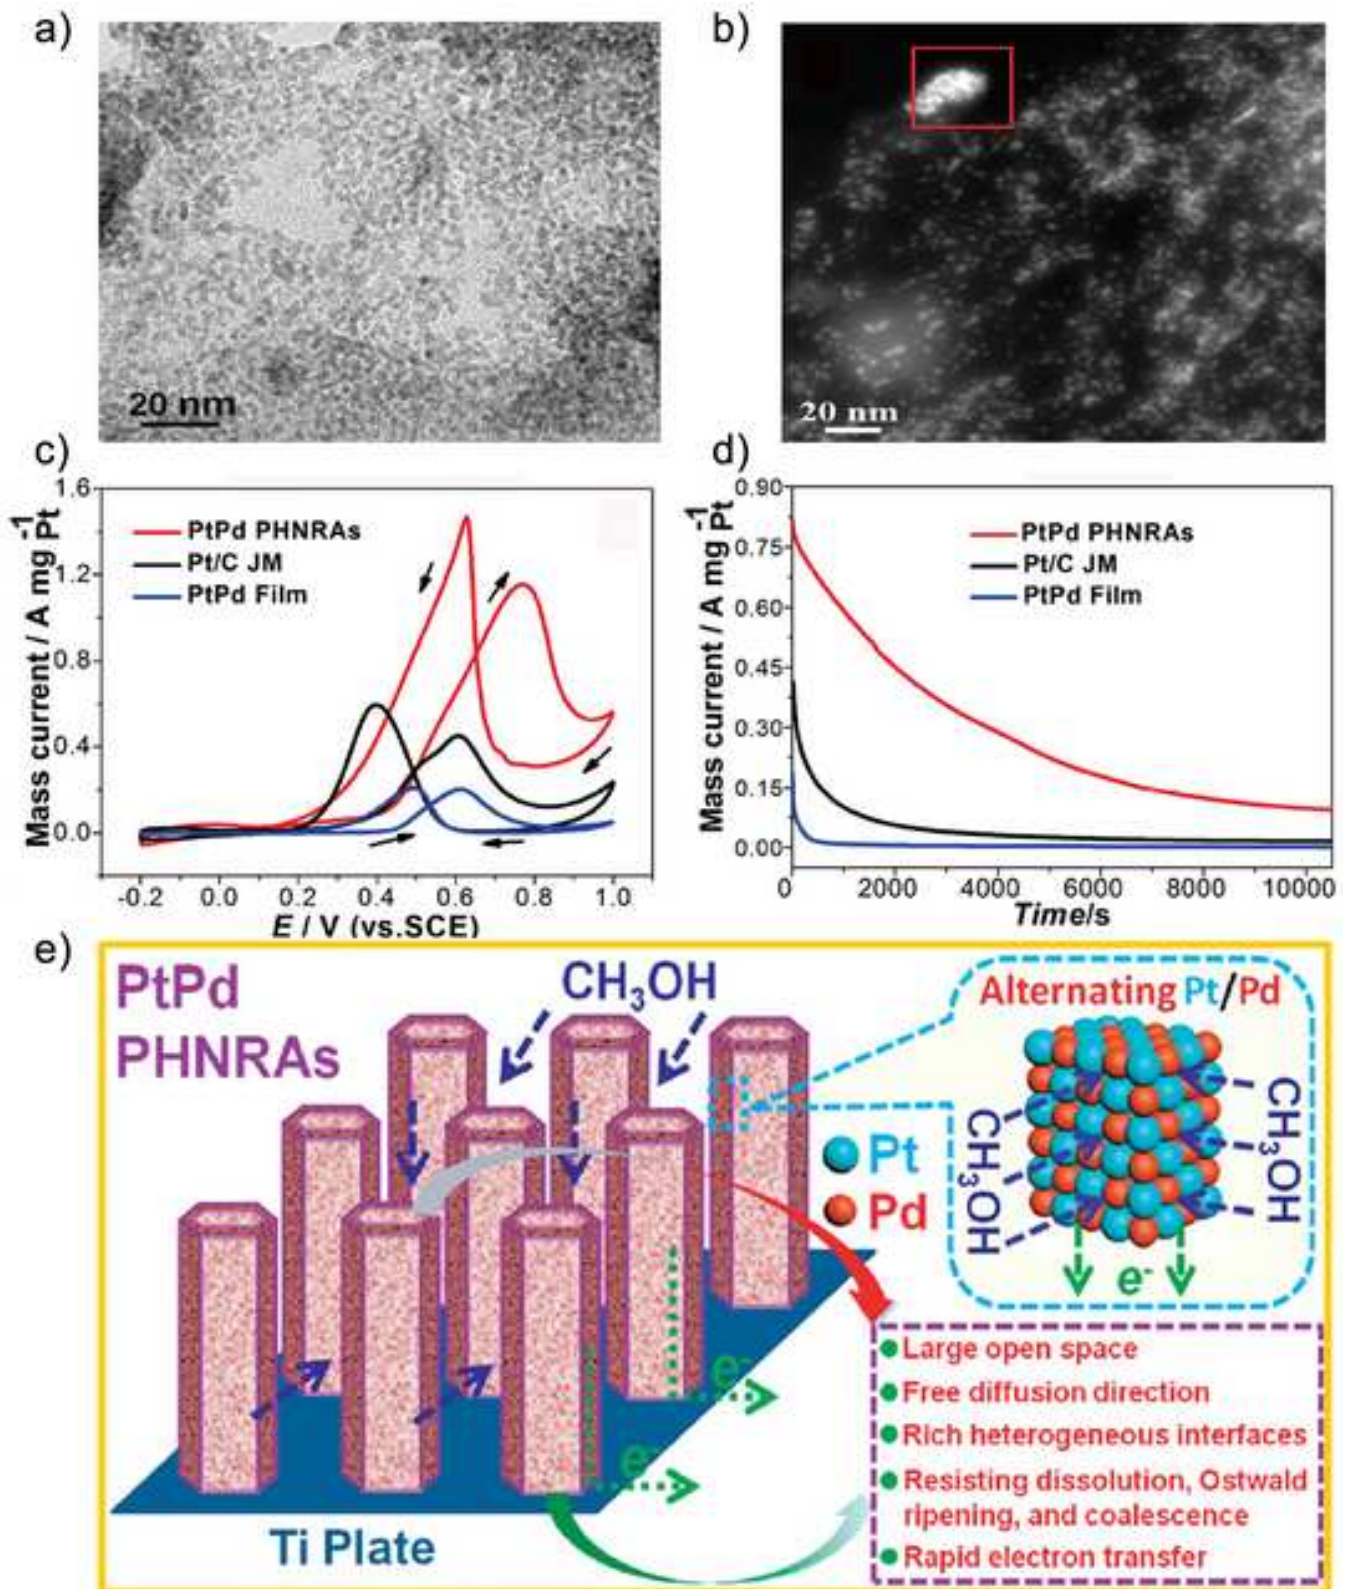 a)
20 nm
b)
20 nm
c)
Mass current / A mg⁻¹Pt
1.6
1.2
0.8
0.4
0.0
PtPd PHNRAs
Pt/C JM
PtPd Film
-0.2 0.0 0.2 0.4 0.6 0.8 1.0
E / V (vs.SCE)
d)
Mass current / A mg⁻¹Pt
0.90
0.75
0.60
0.45
0.30
0.15
0.00
PtPd PHNRAs
Pt/C JM
PtPd Film
0 2000 4000 6000 8000 10000
Time/s
e)
PtPd
PHNRAs
CH₃OH
Alternating Pt/Pd
CH₃OH
CH₃OH
CH₃OH
CH₃OH
Pt
Pd
e⁻
e⁻
e⁻
Ti Plate
Large open space
Free diffusion direction
Rich heterogeneous interfaces
Resisting dissolution, Ostwald
ripening, and coalescence
Rapid electron transfer